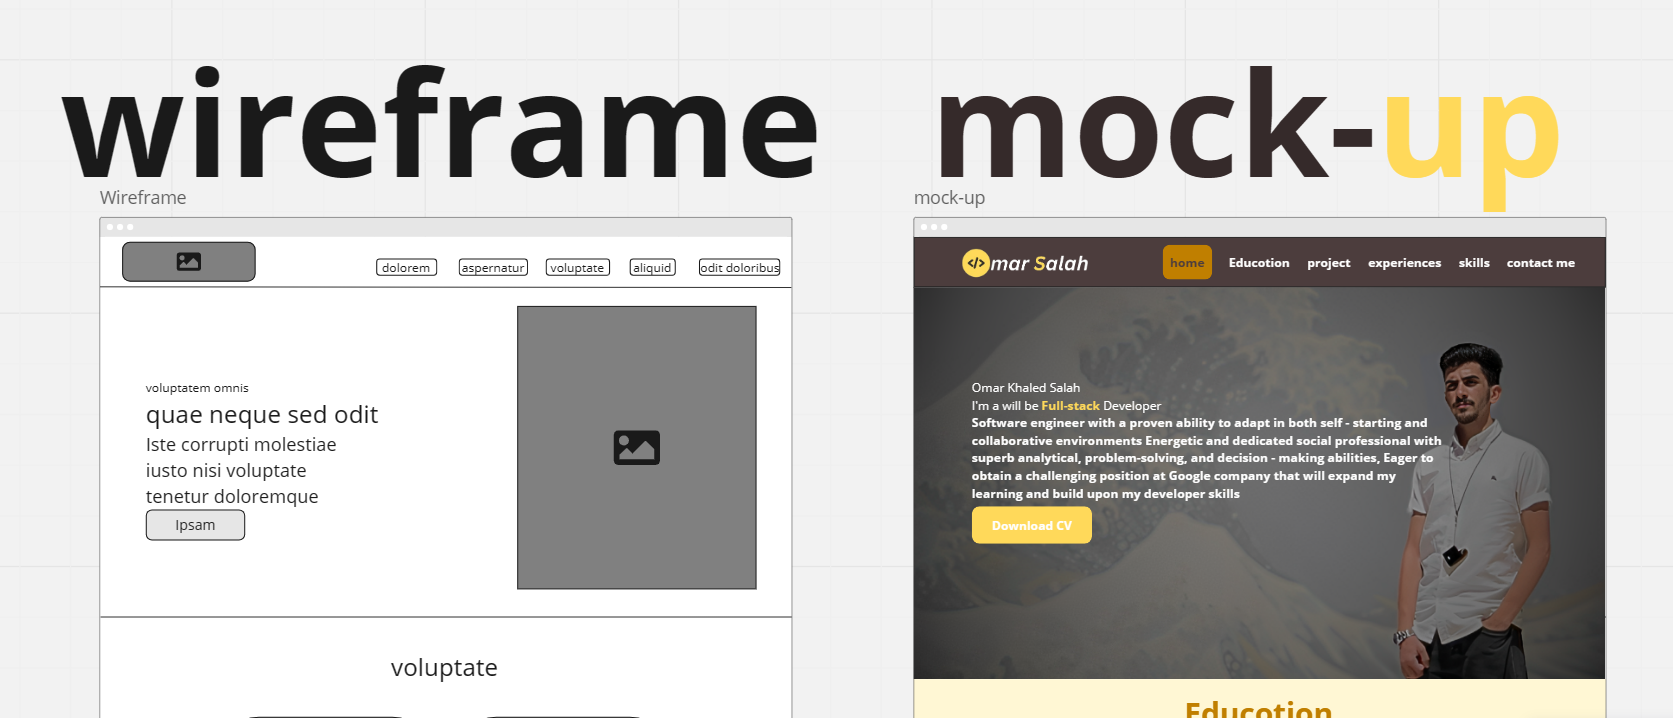 wireframe
mock-up
Wireframe
dolorem aspernatur voluptate aliquid odit doloribus
voluptatem omnis
quae neque sed odit
Iste corrupti molestiae
iusto nisi voluptate
tenetur doloremque
Ipsam
voluptate
mock-up
</> mar Salah
home Educotion project experiences skills contact me
Omar Khaled Salah
I'm a will be Full-stack Developer
Software engineer with a proven ability to adapt in both self - starting and
collaborative environments Energetic and dedicated social professional with
superb analytical, problem-solving, and decision - making abilities, Eager to
obtain a challenging position at Google company that will expand my
learning and build upon my developer skills
Download CV
Educotion